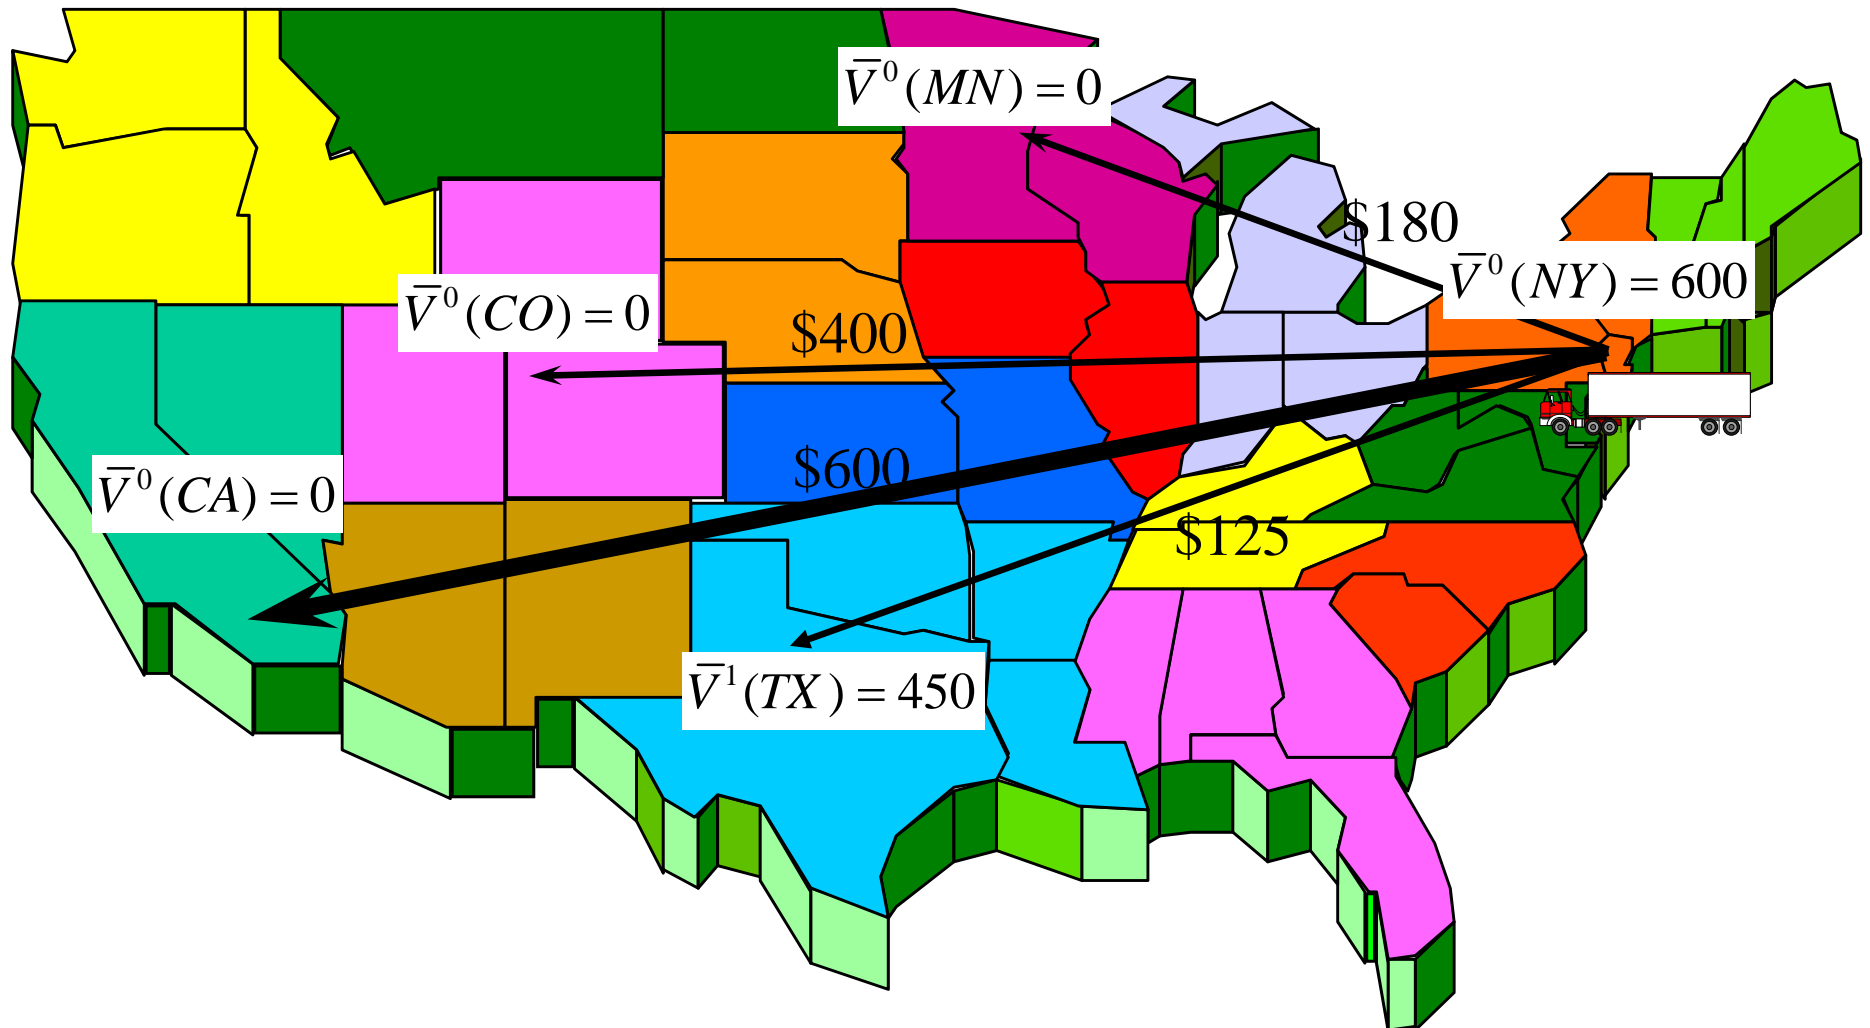 V̅⁰(MN) = 0
$180
V̅⁰(NY) = 600
V̅⁰(CO) = 0
$400
$600
V̅⁰(CA) = 0
$125
V̅¹(TX) = 450